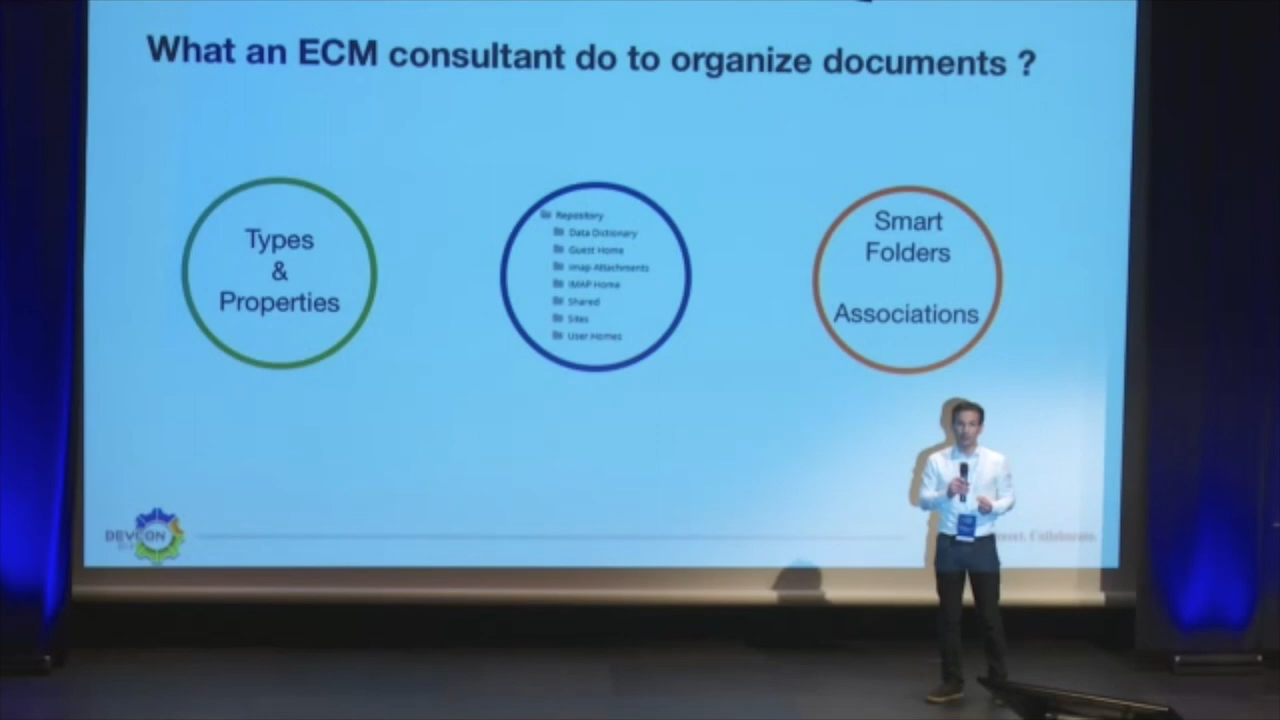 What an ECM consultant do to organize documents ?
Types
&
Properties
Repository
Data Dictionary
Guest Home
Imap Attachments
IMAP Home
Shared
Sites
User Homes
Smart
Folders
Associations
DEVCON